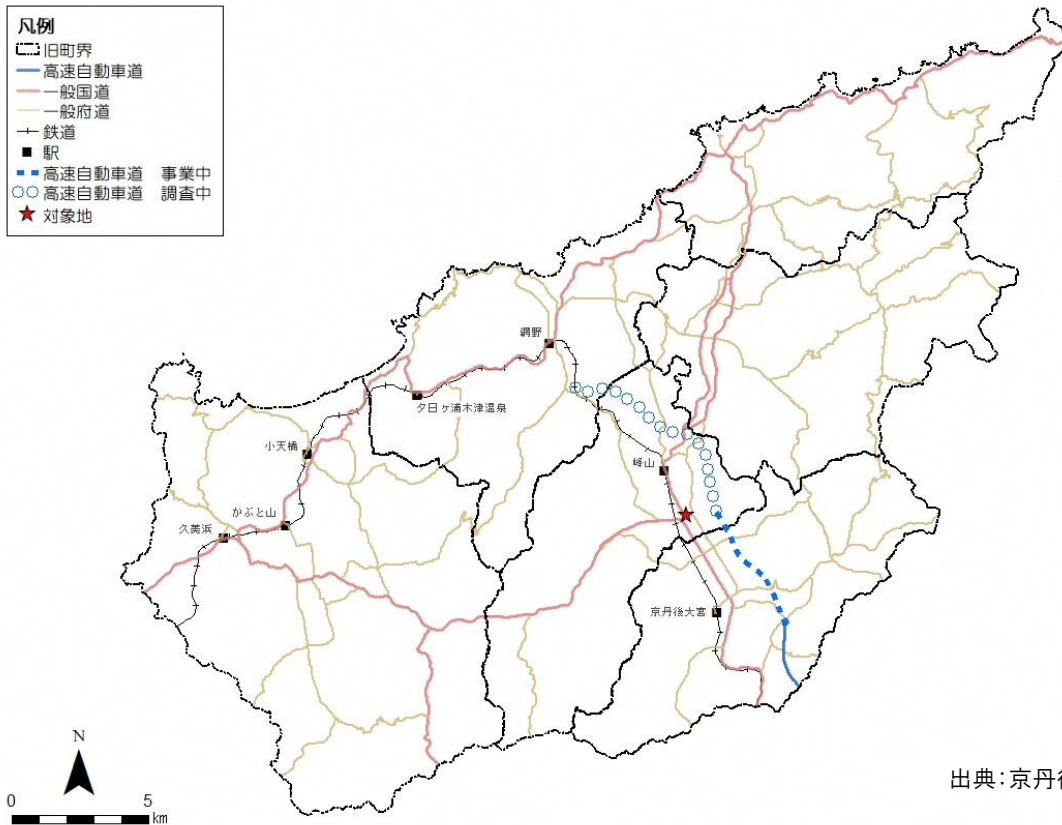 凡例
旧町界
高速自動車道
一般国道
一般府道
鉄道
駅
高速自動車道 事業中
高速自動車道 調査中
対象地
網野
夕日ヶ浦木津温泉
小天橋
峰山
かぶと山
久美浜
京丹後大宮
N
0 5
km
出典:京丹後